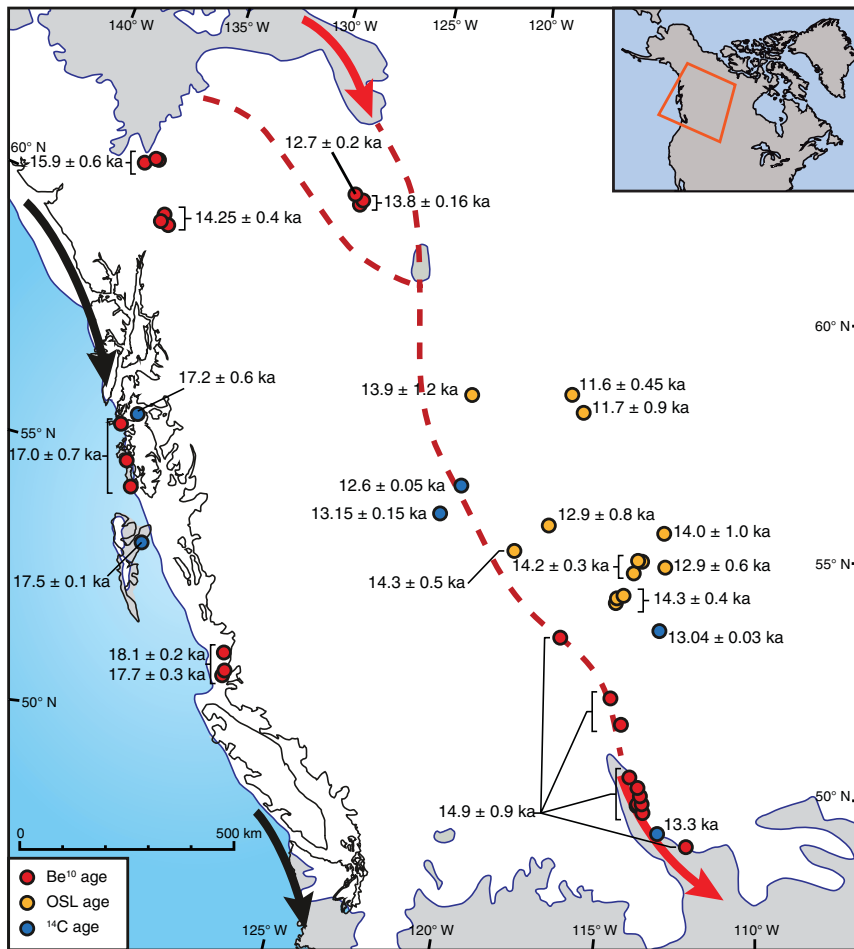 140° W
135° W
130° W
125° W
120° W
60° N
15.9 ± 0.6 ka
12.7 ± 0.2 ka
13.8 ± 0.16 ka
14.25 ± 0.4 ka
60° N
17.2 ± 0.6 ka
13.9 ± 1.2 ka
11.6 ± 0.45 ka
11.7 ± 0.9 ka
55° N
17.0 ± 0.7 ka
12.6 ± 0.05 ka
13.15 ± 0.15 ka
12.9 ± 0.8 ka
14.0 ± 1.0 ka
55° N
14.2 ± 0.3 ka
12.9 ± 0.6 ka
17.5 ± 0.1 ka
14.3 ± 0.5 ka
14.3 ± 0.4 ka
13.04 ± 0.03 ka
18.1 ± 0.2 ka
17.7 ± 0.3 ka
50° N
50° N
14.9 ± 0.9 ka
13.3 ka
0 500 km
Be¹⁰ age
OSL age
¹⁴C age
125° W
120° W
115° W
110° W